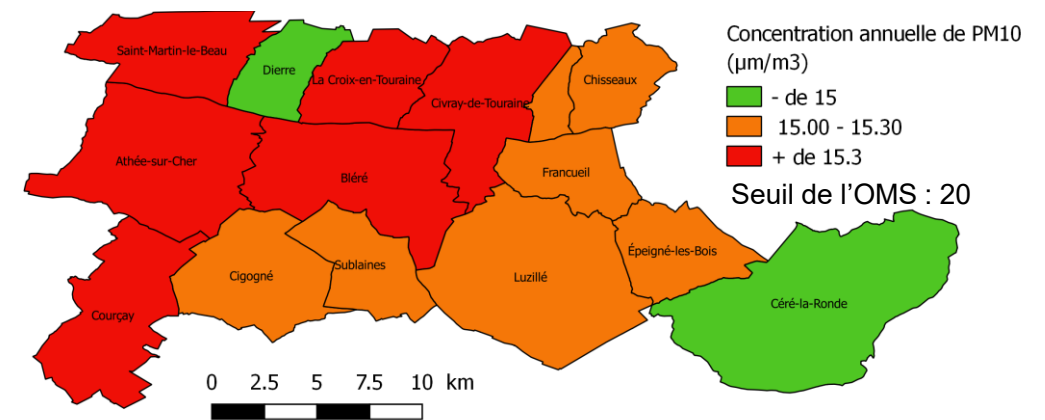 Concentration annuelle de PM10
(µm/m3)
- de 15
15.00 - 15.30
+ de 15.3
Seuil de l'OMS : 20
Saint-Martin-le-Beau
Dierre
La Croix-en-Touraine
Civray-de-Touraine
Chisseaux
Athée-sur-Cher
Bléré
Francueil
Épeigné-les-Bois
Cigogné
Sublaines
Luzillé
Céré-la-Ronde
Courçay
0 2.5 5 7.5 10 km